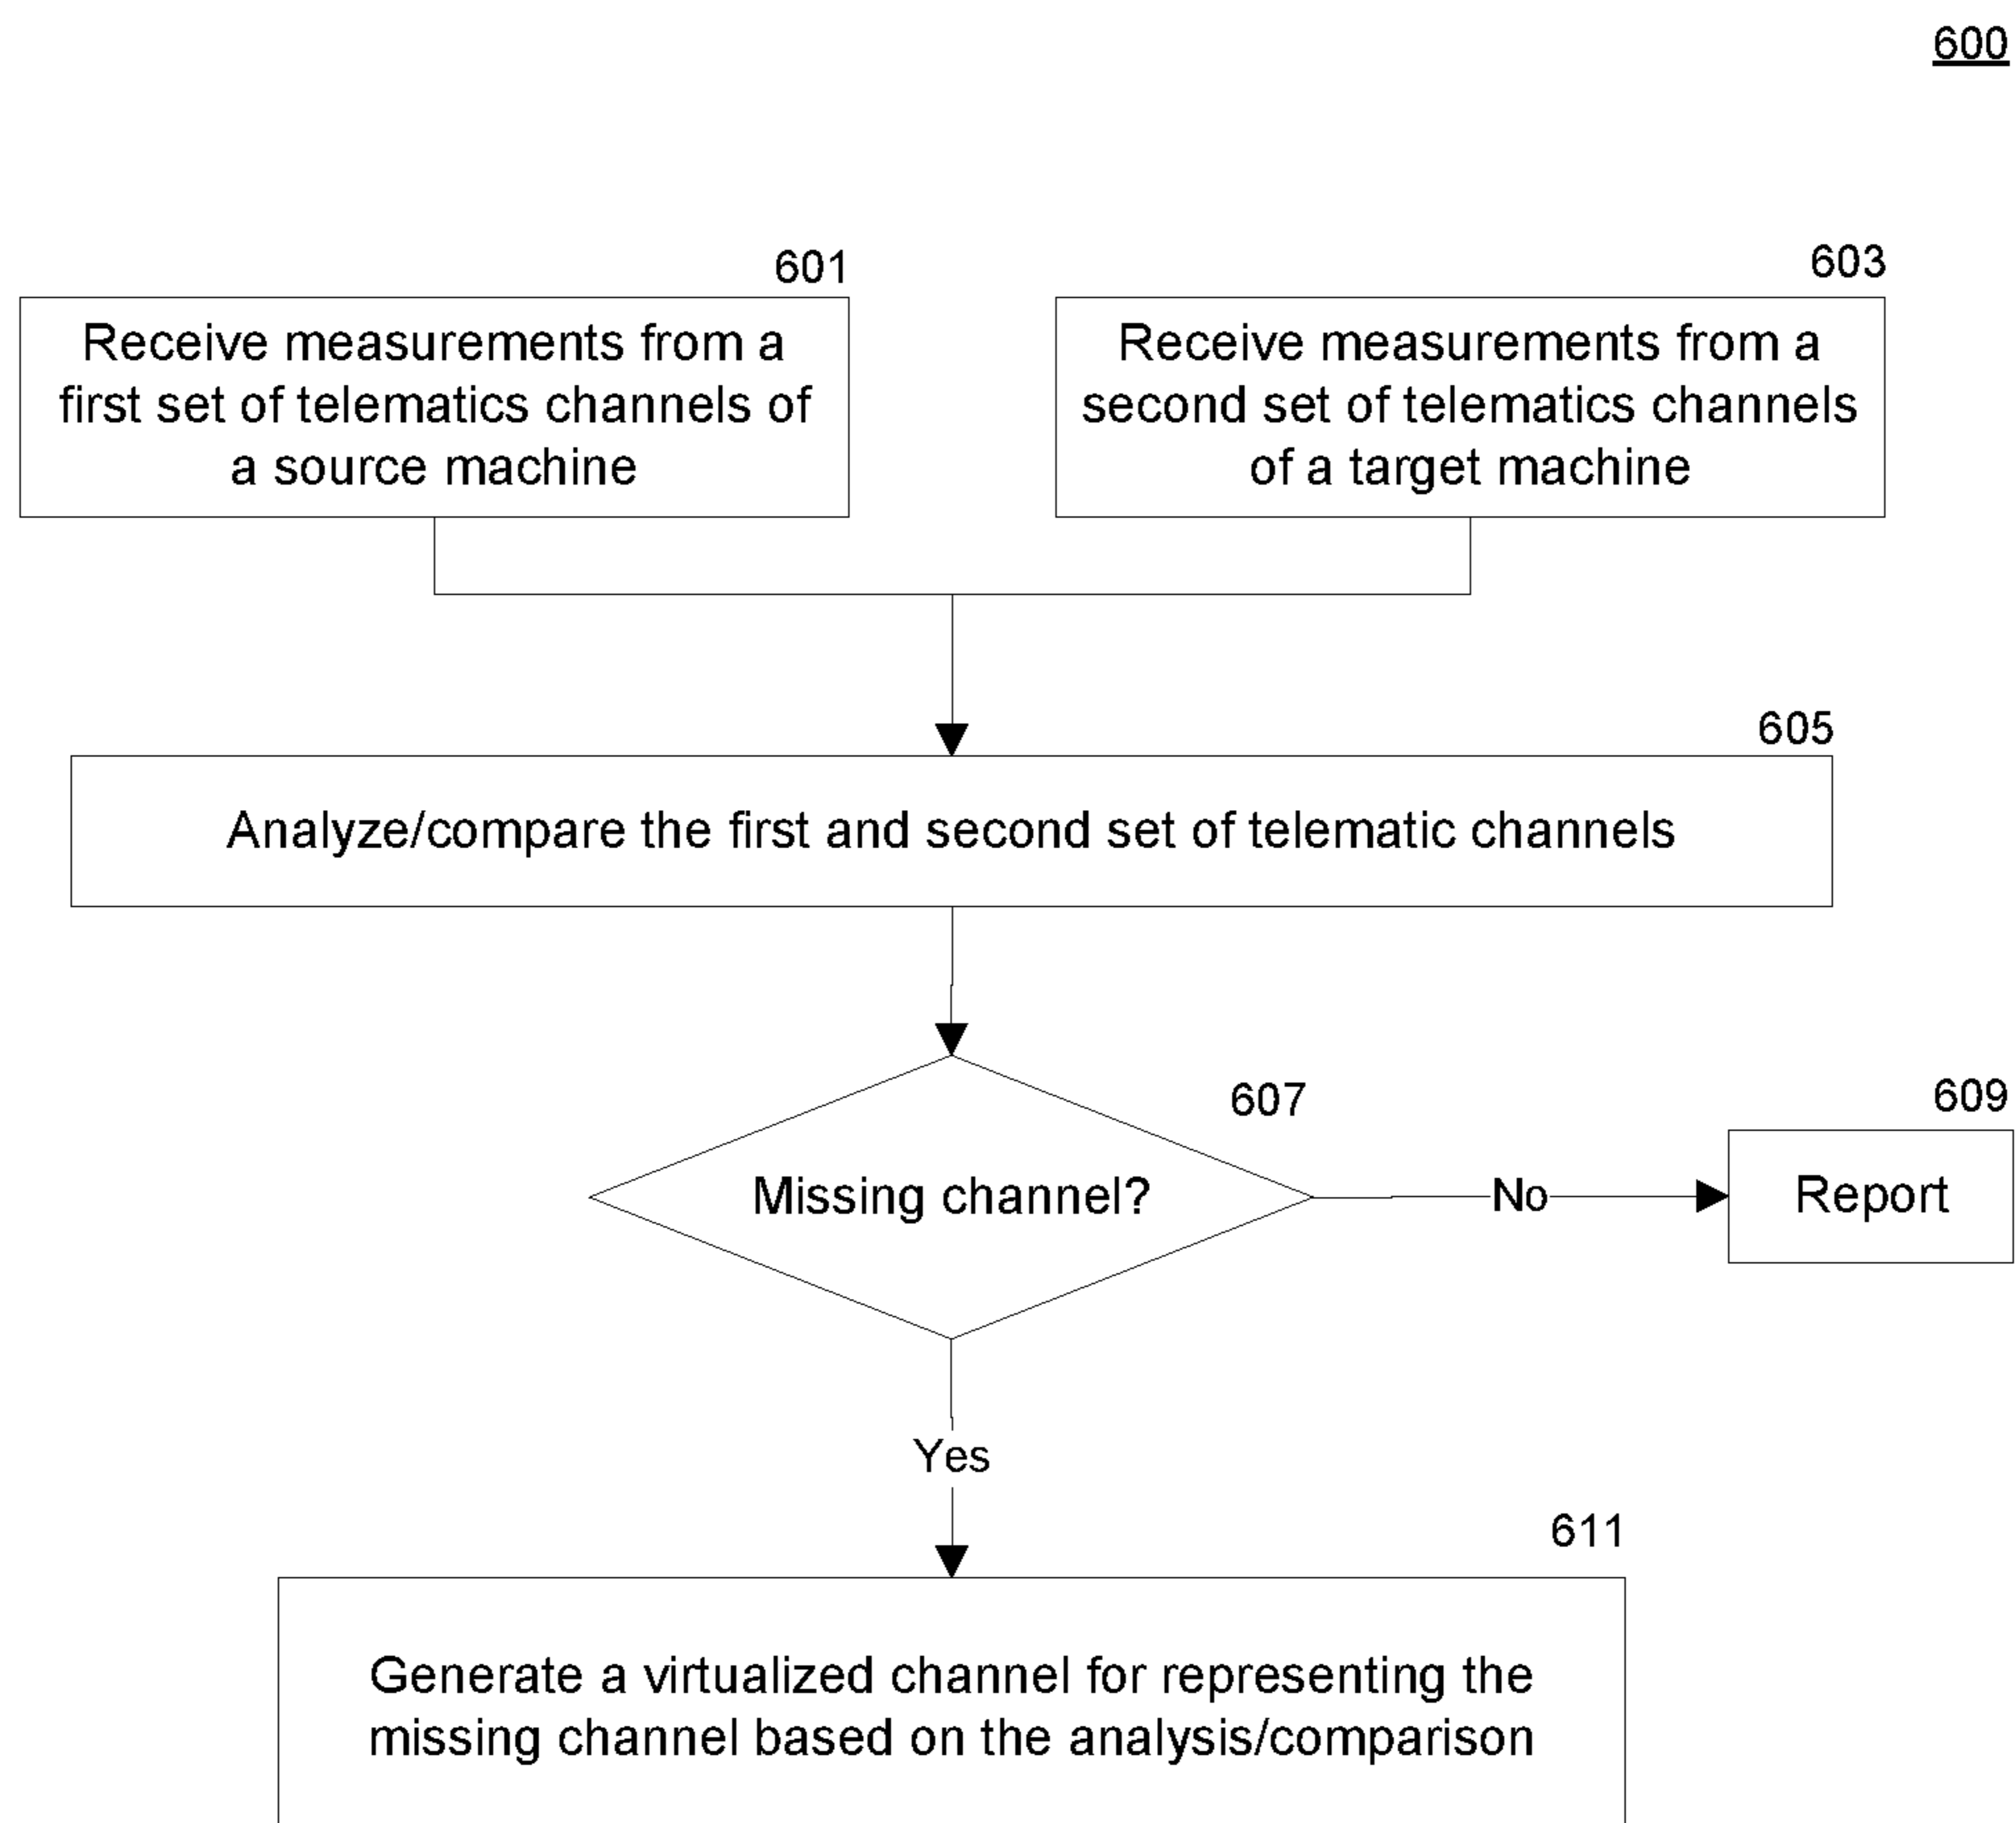 600
601
Receive measurements from a
first set of telematics channels of
a source machine
603
Receive measurements from a
second set of telematics channels
of a target machine
605
Analyze/compare the first and second set of telematic channels
607
Missing channel?
No
609
Report
Yes
611
Generate a virtualized channel for representing the
missing channel based on the analysis/comparison